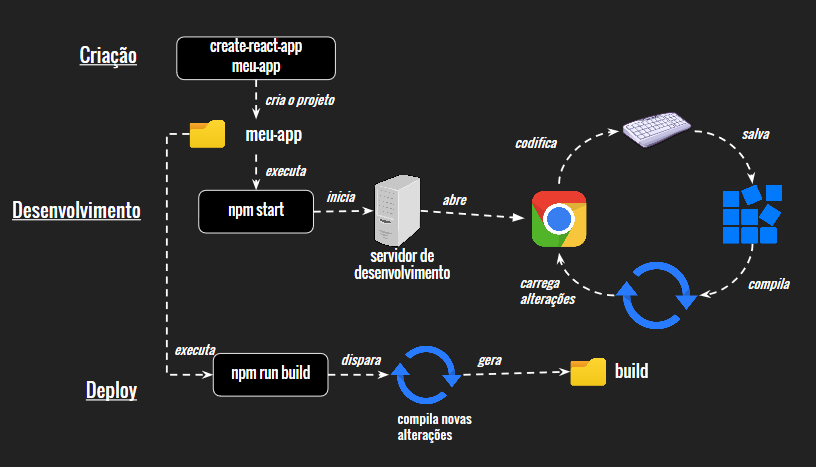 Criação
create-react-app
meu-app
cria o projeto
meu-app
executa
Desenvolvimento
npm start
inicia
servidor de
desenvolvimento
abre
codifica
salva
compila
carrega
alterações
Deploy
executa
npm run build
dispara
compila novas
alterações
gera
build